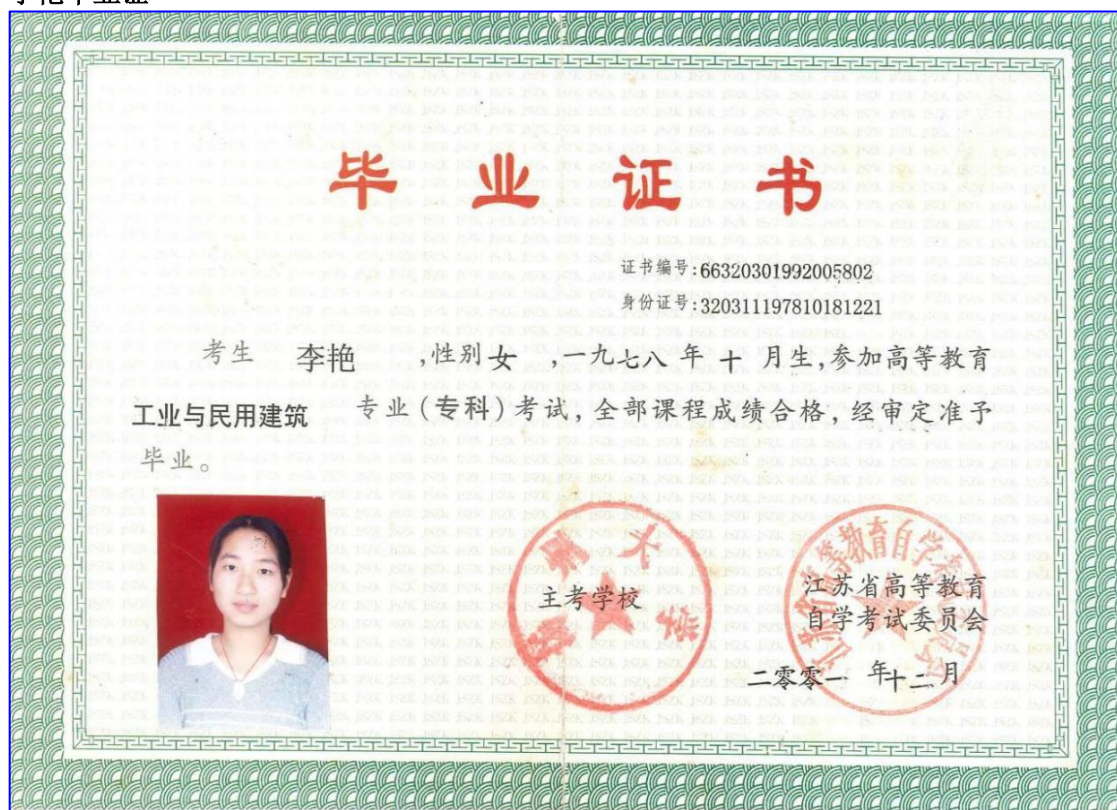 毕业证书
证书编号:66320301992005802
身份证号:320311197810181221
考生 李艳 ,性别女 ,一九七八年十月生,参加高等教育
工业与民用建筑 专业(专科)考试,全部课程成绩合格,经审定准予
毕业。
主考学校
江苏省高等教育
自学考试委员会
二零零一 年十二月